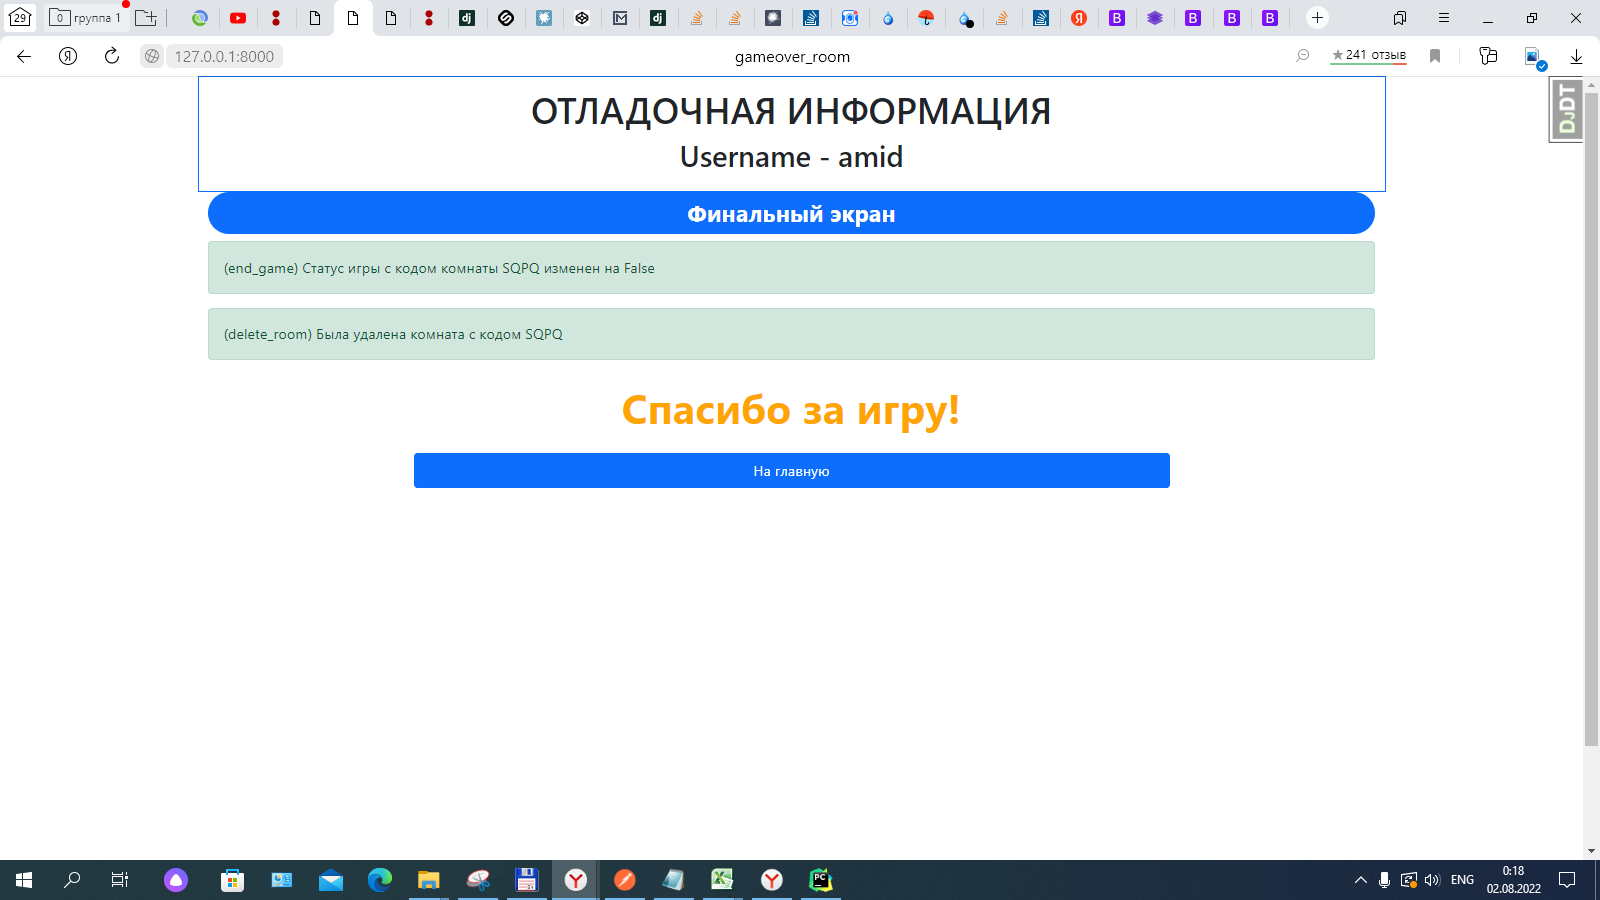 29
0 группа 1
127.0.0.1:8000
gameover_room
241 отзыв
ОТЛАДОЧНАЯ ИНФОРМАЦИЯ
Username - amid
DjDT
Финальный экран
(end_game) Статус игры с кодом комнаты SQPQ изменен на False
(delete_room) Была удалена комната с кодом SQPQ
Спасибо за игру!
На главную
ENG
0:18
02.08.2022